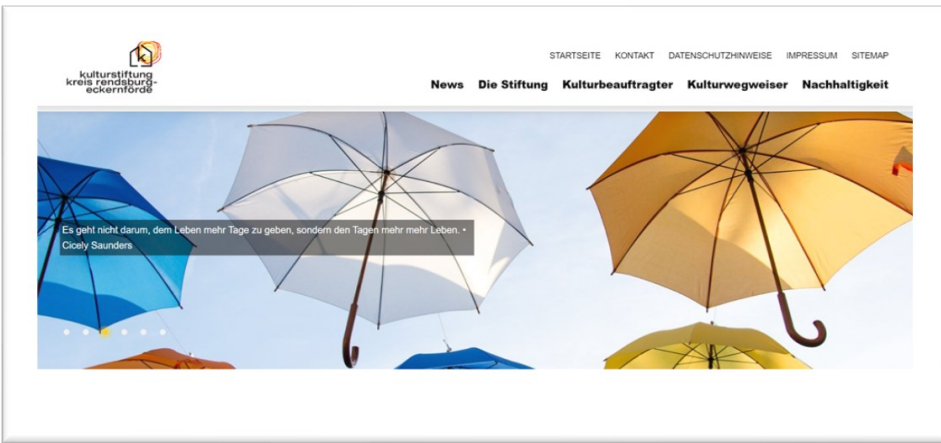 kulturstiftung
kreis rendsburg-
eckernförde
STARTSEITE KONTAKT DATENSCHUTZHINWEISE IMPRESSUM SITEMAP
News Die Stiftung Kulturbeauftragter Kulturwegweiser Nachhaltigkeit
Es geht nicht darum, dem Leben mehr Tage zu geben, sondern den Tagen mehr mehr Leben. •
Cicely Saunders